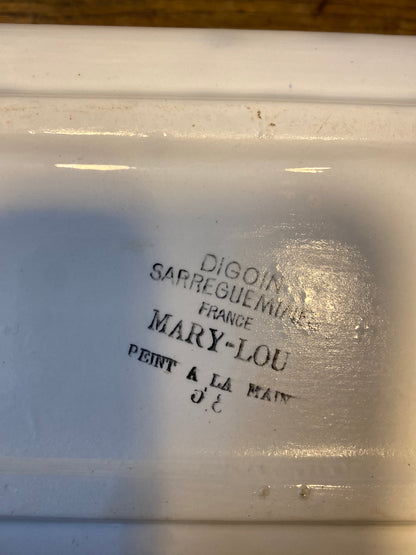 DIGOIN
SARREGUEMINES
FRANCE
MARY-LOU
PEINT A LA MAIN